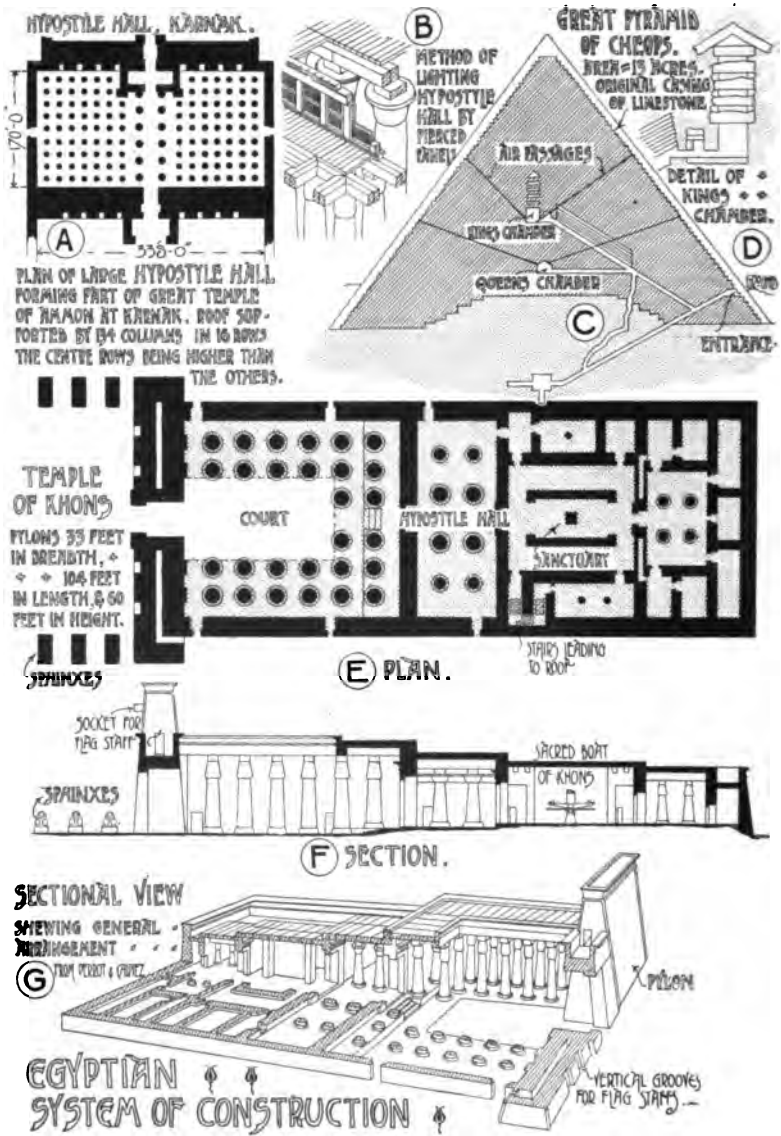 HYPOSTYLE HALL, KARNAK.
170'-0"
A
338'-0"
PLAN OF LARGE HYPOSTYLE HALL
FORMING PART OF GREAT TEMPLE
OF AMMON AT KARNAK. ROOF SUP-
PORTED BY 134 COLUMNS IN 16 ROWS
THE CENTRE ROWS BEING HIGHER THAN
THE OTHERS.
B
METHOD OF
LIGHTING
HYPOSTYLE
HALL BY
PIERCED
PANELS
GREAT PYRAMID
OF CHEOPS.
AREA = 13 ACRES.
ORIGINAL CASING
OF LIMESTONE
AIR PASSAGES
KINGS CHAMBER
QUEENS CHAMBER
C
DETAIL OF
KINGS
CHAMBER.
D
ENTRANCE
TEMPLE
OF KHONS
PYLONS 33 FEET
IN BREADTH,
104 FEET
IN LENGTH, & 60
FEET IN HEIGHT.
SPHINXES
COURT
HYPOSTYLE HALL
SANCTUARY
STAIRS LEADING
TO ROOF
E PLAN.
SOCKET FOR
FLAG STAFF
SPHINXES
SACRED BOAT
OF KHONS
F SECTION.
SECTIONAL VIEW
SHEWING GENERAL
ARRANGEMENT
G FROM PERROT & CHIPIEZ
PYLON
VERTICAL GROOVES
FOR FLAG STAFFS
EGYPTIAN
SYSTEM OF CONSTRUCTION